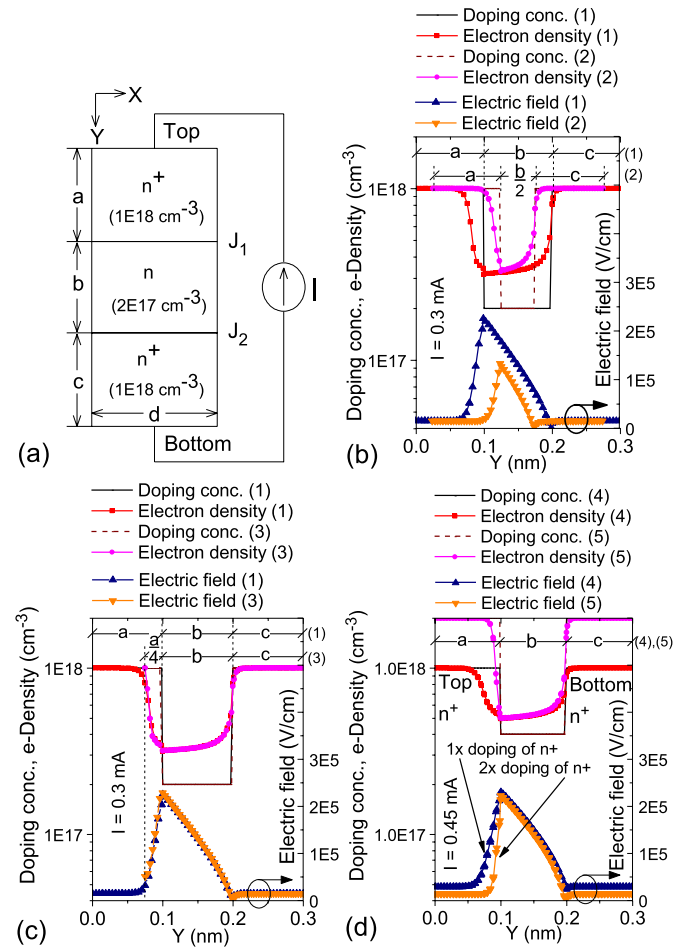 (a)
X
Y
Top
a
n+
(1E18 cm-3)
J1
b
n
(2E17 cm-3)
I
J2
c
n+
(1E18 cm-3)
d
Bottom
Doping conc. (1)
Electron density (1)
Doping conc. (2)
Electron density (2)
Electric field (1)
Electric field (2)
a b c (1)
a b/2 c (2)
Doping conc., e-Density (cm-3)
1E18
1E17
I = 0.3 mA
Electric field (V/cm)
3E5
2E5
1E5
0
0.0 0.1 0.2 0.3
Y (nm)
(b)
Doping conc. (1)
Electron density (1)
Doping conc. (3)
Electron density (3)
Electric field (1)
Electric field (3)
a b c (1)
a/4 b c (3)
Doping conc., e-Density (cm-3)
1E18
1E17
I = 0.3 mA
Electric field (V/cm)
3E5
2E5
1E5
0
0.0 0.1 0.2 0.3
Y (nm)
(c)
Doping conc. (4)
Electron density (4)
Doping conc. (5)
Electron density (5)
Electric field (4)
Electric field (5)
a b c (4),(5)
Doping conc., e-Density (cm-3)
1.0E18
1.0E17
Top
n+
Bottom
n+
1x doping of n+
2x doping of n+
I = 0.45 mA
Electric field (V/cm)
3E5
2E5
1E5
0
0.0 0.1 0.2 0.3
Y (nm)
(d)